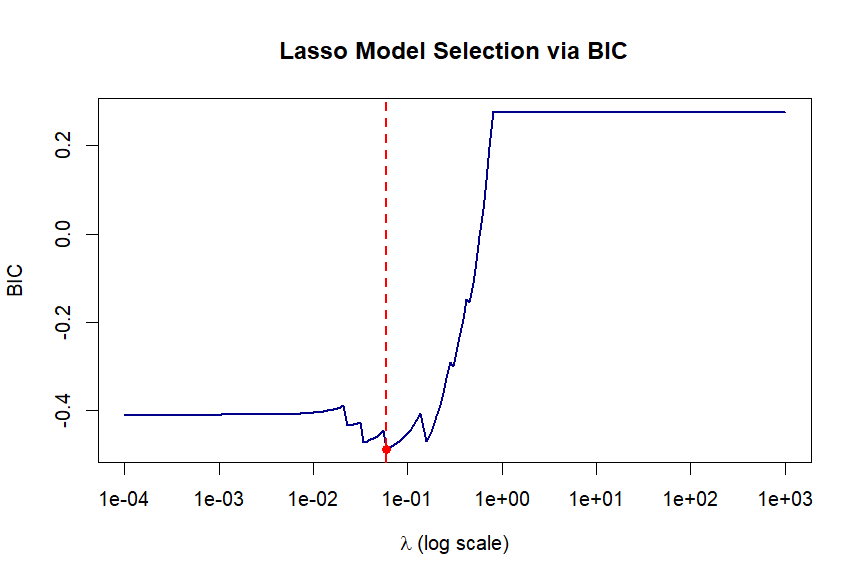 Lasso Model Selection via BIC
BIC
0.2
0.0
-0.2
-0.4
1e-04 1e-03 1e-02 1e-01 1e+00 1e+01 1e+02 1e+03
λ (log scale)